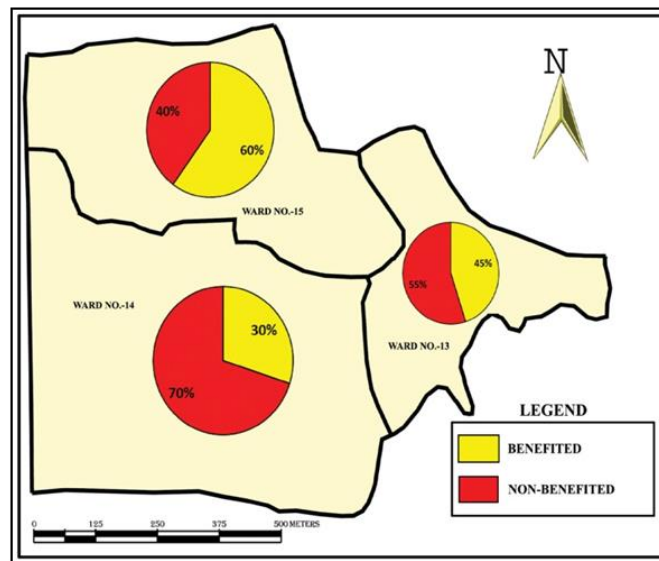 N
40%
60%
WARD NO.-15
45%
55%
WARD NO.-14
30%
WARD NO.-13
70%
LEGEND
BENEFITED
NON-BENEFITED
0 125 250 375 500 METERS